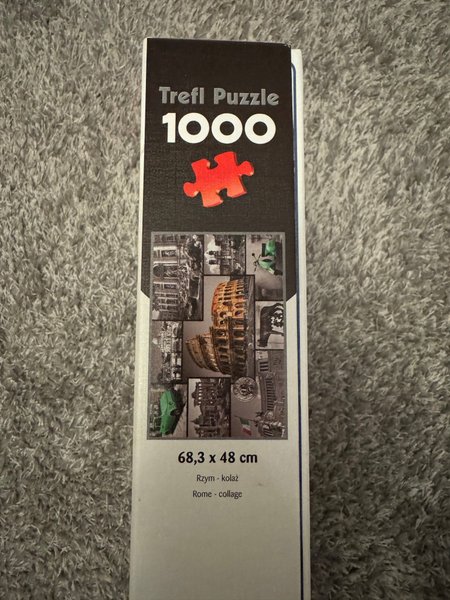 Trefl Puzzle
1000
68,3 x 48 cm
Rzym - kolaż
Rome - collage